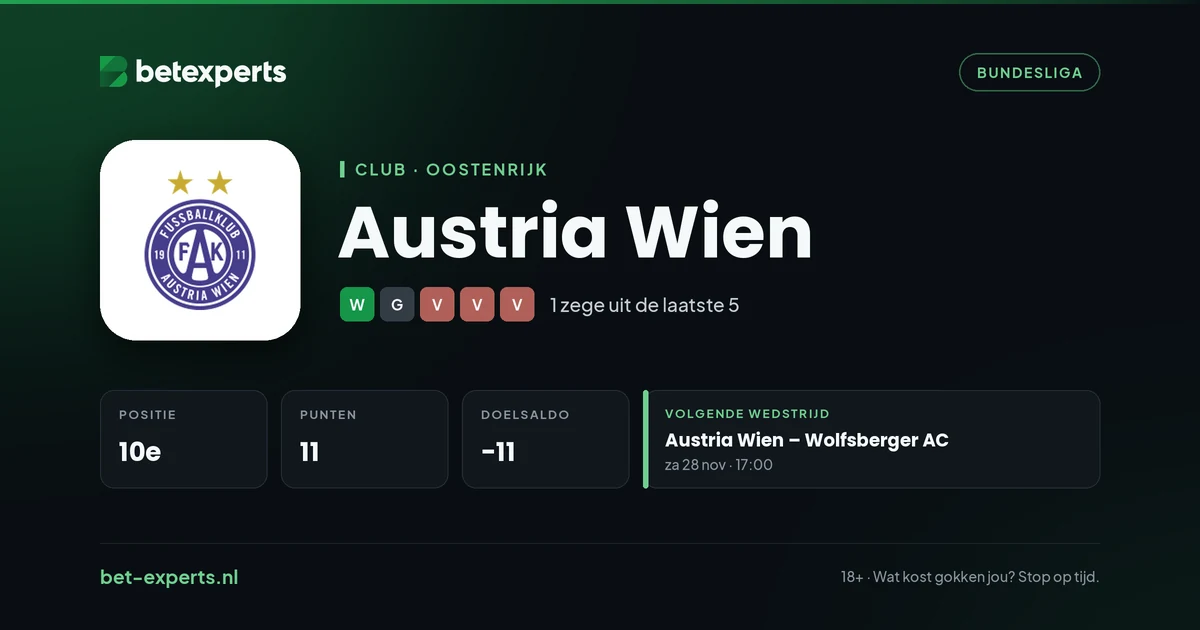 betexperts
BUNDESLIGA
FUSSBALLKLUB
19 FAK 11
AUSTRIA WIEN
CLUB · OOSTENRIJK
Austria Wien
W G V V V 1 zege uit de laatste 5
POSITIE
10e
PUNTEN
11
DOELSALDO
−11
VOLGENDE WEDSTRIJD
Austria Wien – Wolfsberger AC
za 28 nov · 17:00
bet-experts.nl
18+ · Wat kost gokken jou? Stop op tijd.